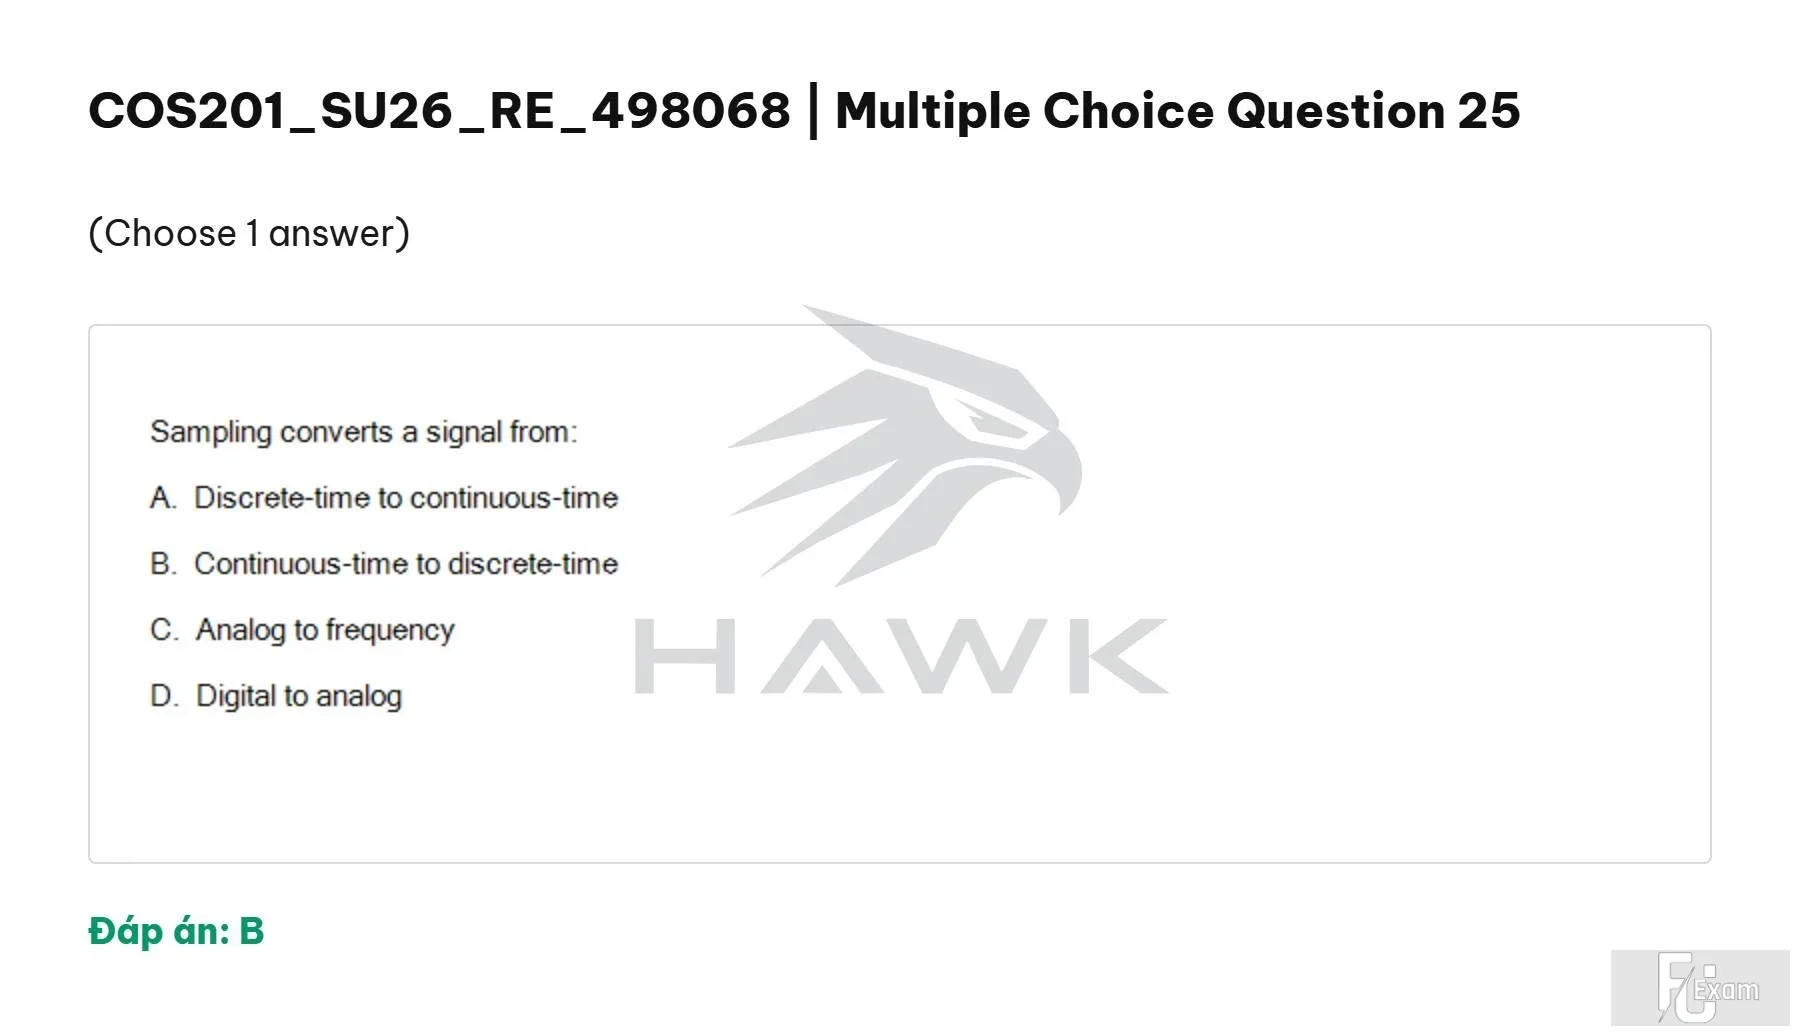 COS201_SU26_RE_498068 | Multiple Choice Question 25
(Choose 1 answer)
Sampling converts a signal from:
A. Discrete-time to continuous-time
B. Continuous-time to discrete-time
C. Analog to frequency
D. Digital to analog
HAWK
Đáp án: B
FU Exam